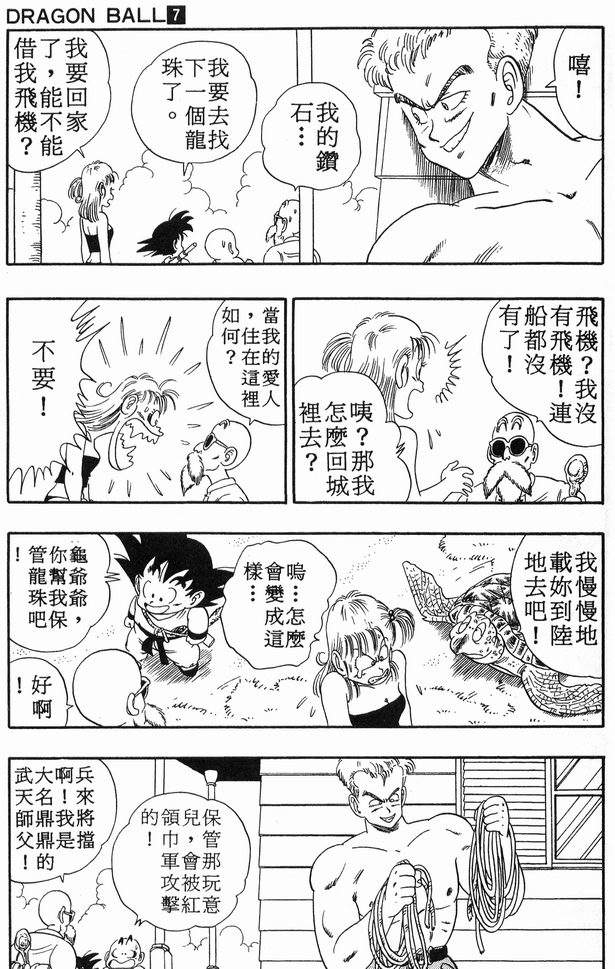 DRAGON BALL 7
嘻！
我的鑽
石…
我要去找
下一個龍
珠了。
我要回家
了，能不能
借我飛機？
飛機？我沒
有飛機！連
船都沒
有了！
咦？那我
怎麼回城
裡去？
當我的愛人
，住在這裡
如何？
不要！
我慢慢地
載妳到陸
地去吧！
嗚…怎麼
會變成這
樣…
龜爺爺，
你幫我保
管龍珠吧
！
好啊
！
保管那玩意
兒，會被紅
領巾軍攻擊
的！
兵來將擋
啊！我是
大名鼎鼎的
武天師父！